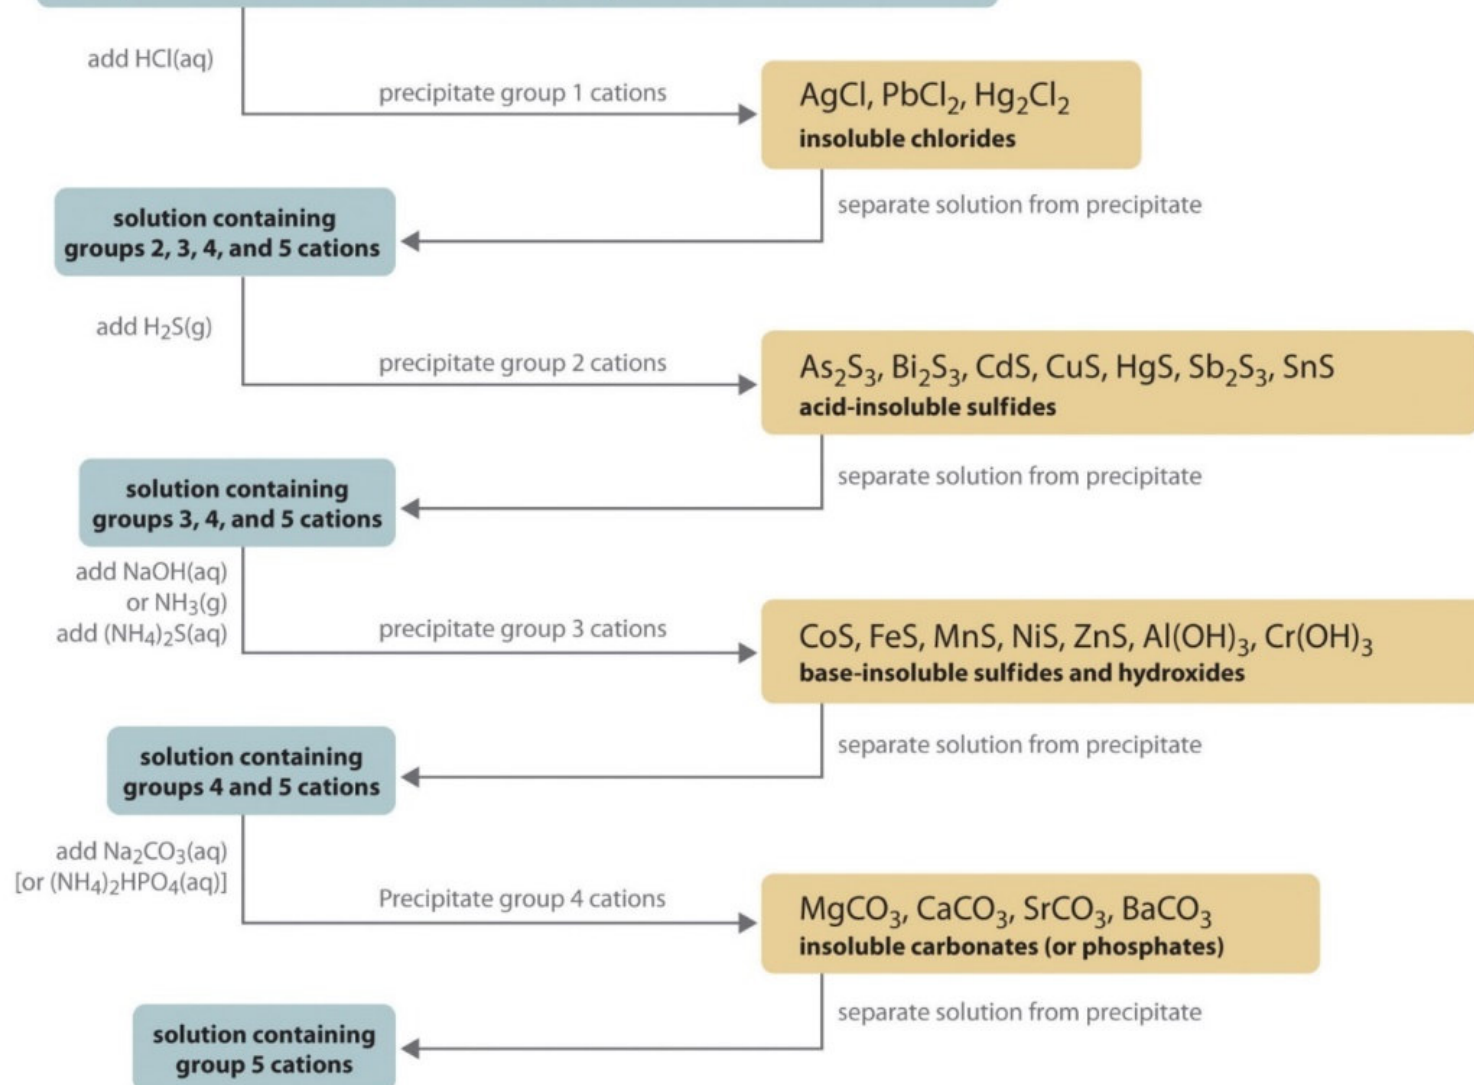 add HCl(aq)
precipitate group 1 cations
AgCl, PbCl₂, Hg₂Cl₂
insoluble chlorides
separate solution from precipitate
solution containing
groups 2, 3, 4, and 5 cations
add H₂S(g)
precipitate group 2 cations
As₂S₃, Bi₂S₃, CdS, CuS, HgS, Sb₂S₃, SnS
acid-insoluble sulfides
separate solution from precipitate
solution containing
groups 3, 4, and 5 cations
add NaOH(aq)
or NH₃(g)
add (NH₄)₂S(aq)
precipitate group 3 cations
CoS, FeS, MnS, NiS, ZnS, Al(OH)₃, Cr(OH)₃
base-insoluble sulfides and hydroxides
separate solution from precipitate
solution containing
groups 4 and 5 cations
add Na₂CO₃(aq)
[or (NH₄)₂HPO₄(aq)]
Precipitate group 4 cations
MgCO₃, CaCO₃, SrCO₃, BaCO₃
insoluble carbonates (or phosphates)
separate solution from precipitate
solution containing
group 5 cations